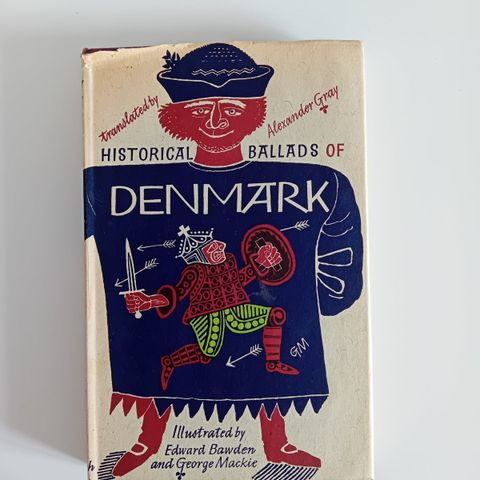 translated by
Alexander Gray
HISTORICAL BALLADS OF
DENMARK
GM
Illustrated by
Edward Bawden
and George Mackie